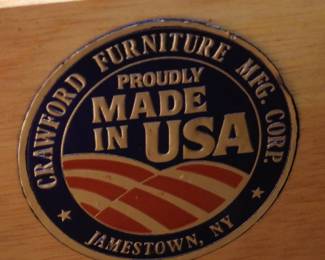 CRAWFORD FURNITURE MFG. CORP.
PROUDLY
MADE
IN USA
JAMESTOWN, NY